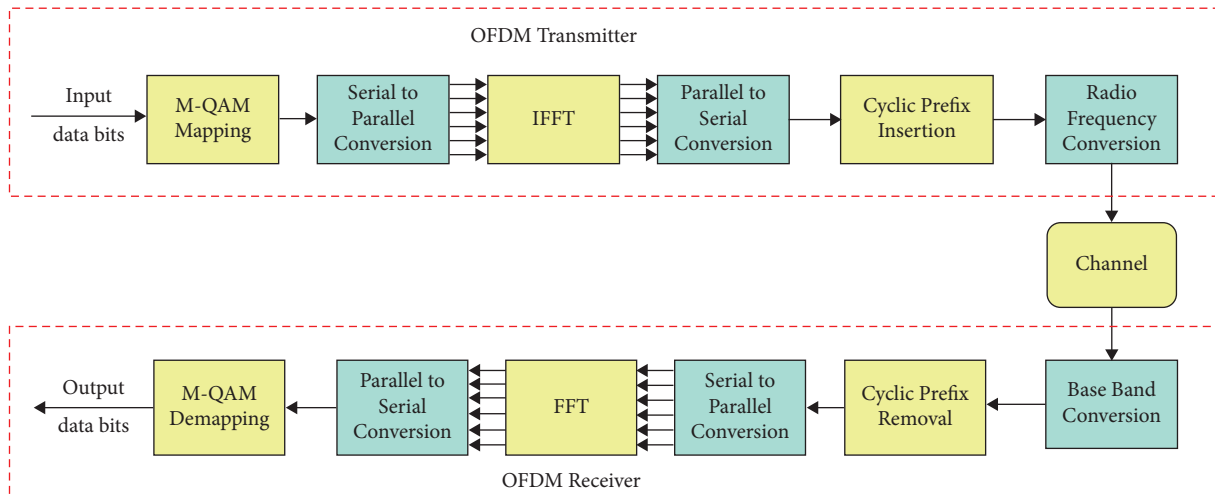 OFDM Transmitter
Input
data bits
M-QAM
Mapping
Serial to
Parallel
Conversion
IFFT
Parallel to
Serial
Conversion
Cyclic Prefix
Insertion
Radio
Frequency
Conversion
Channel
Output
data bits
M-QAM
Demapping
Parallel to
Serial
Conversion
FFT
Serial to
Parallel
Conversion
Cyclic Prefix
Removal
Base Band
Conversion
OFDM Receiver